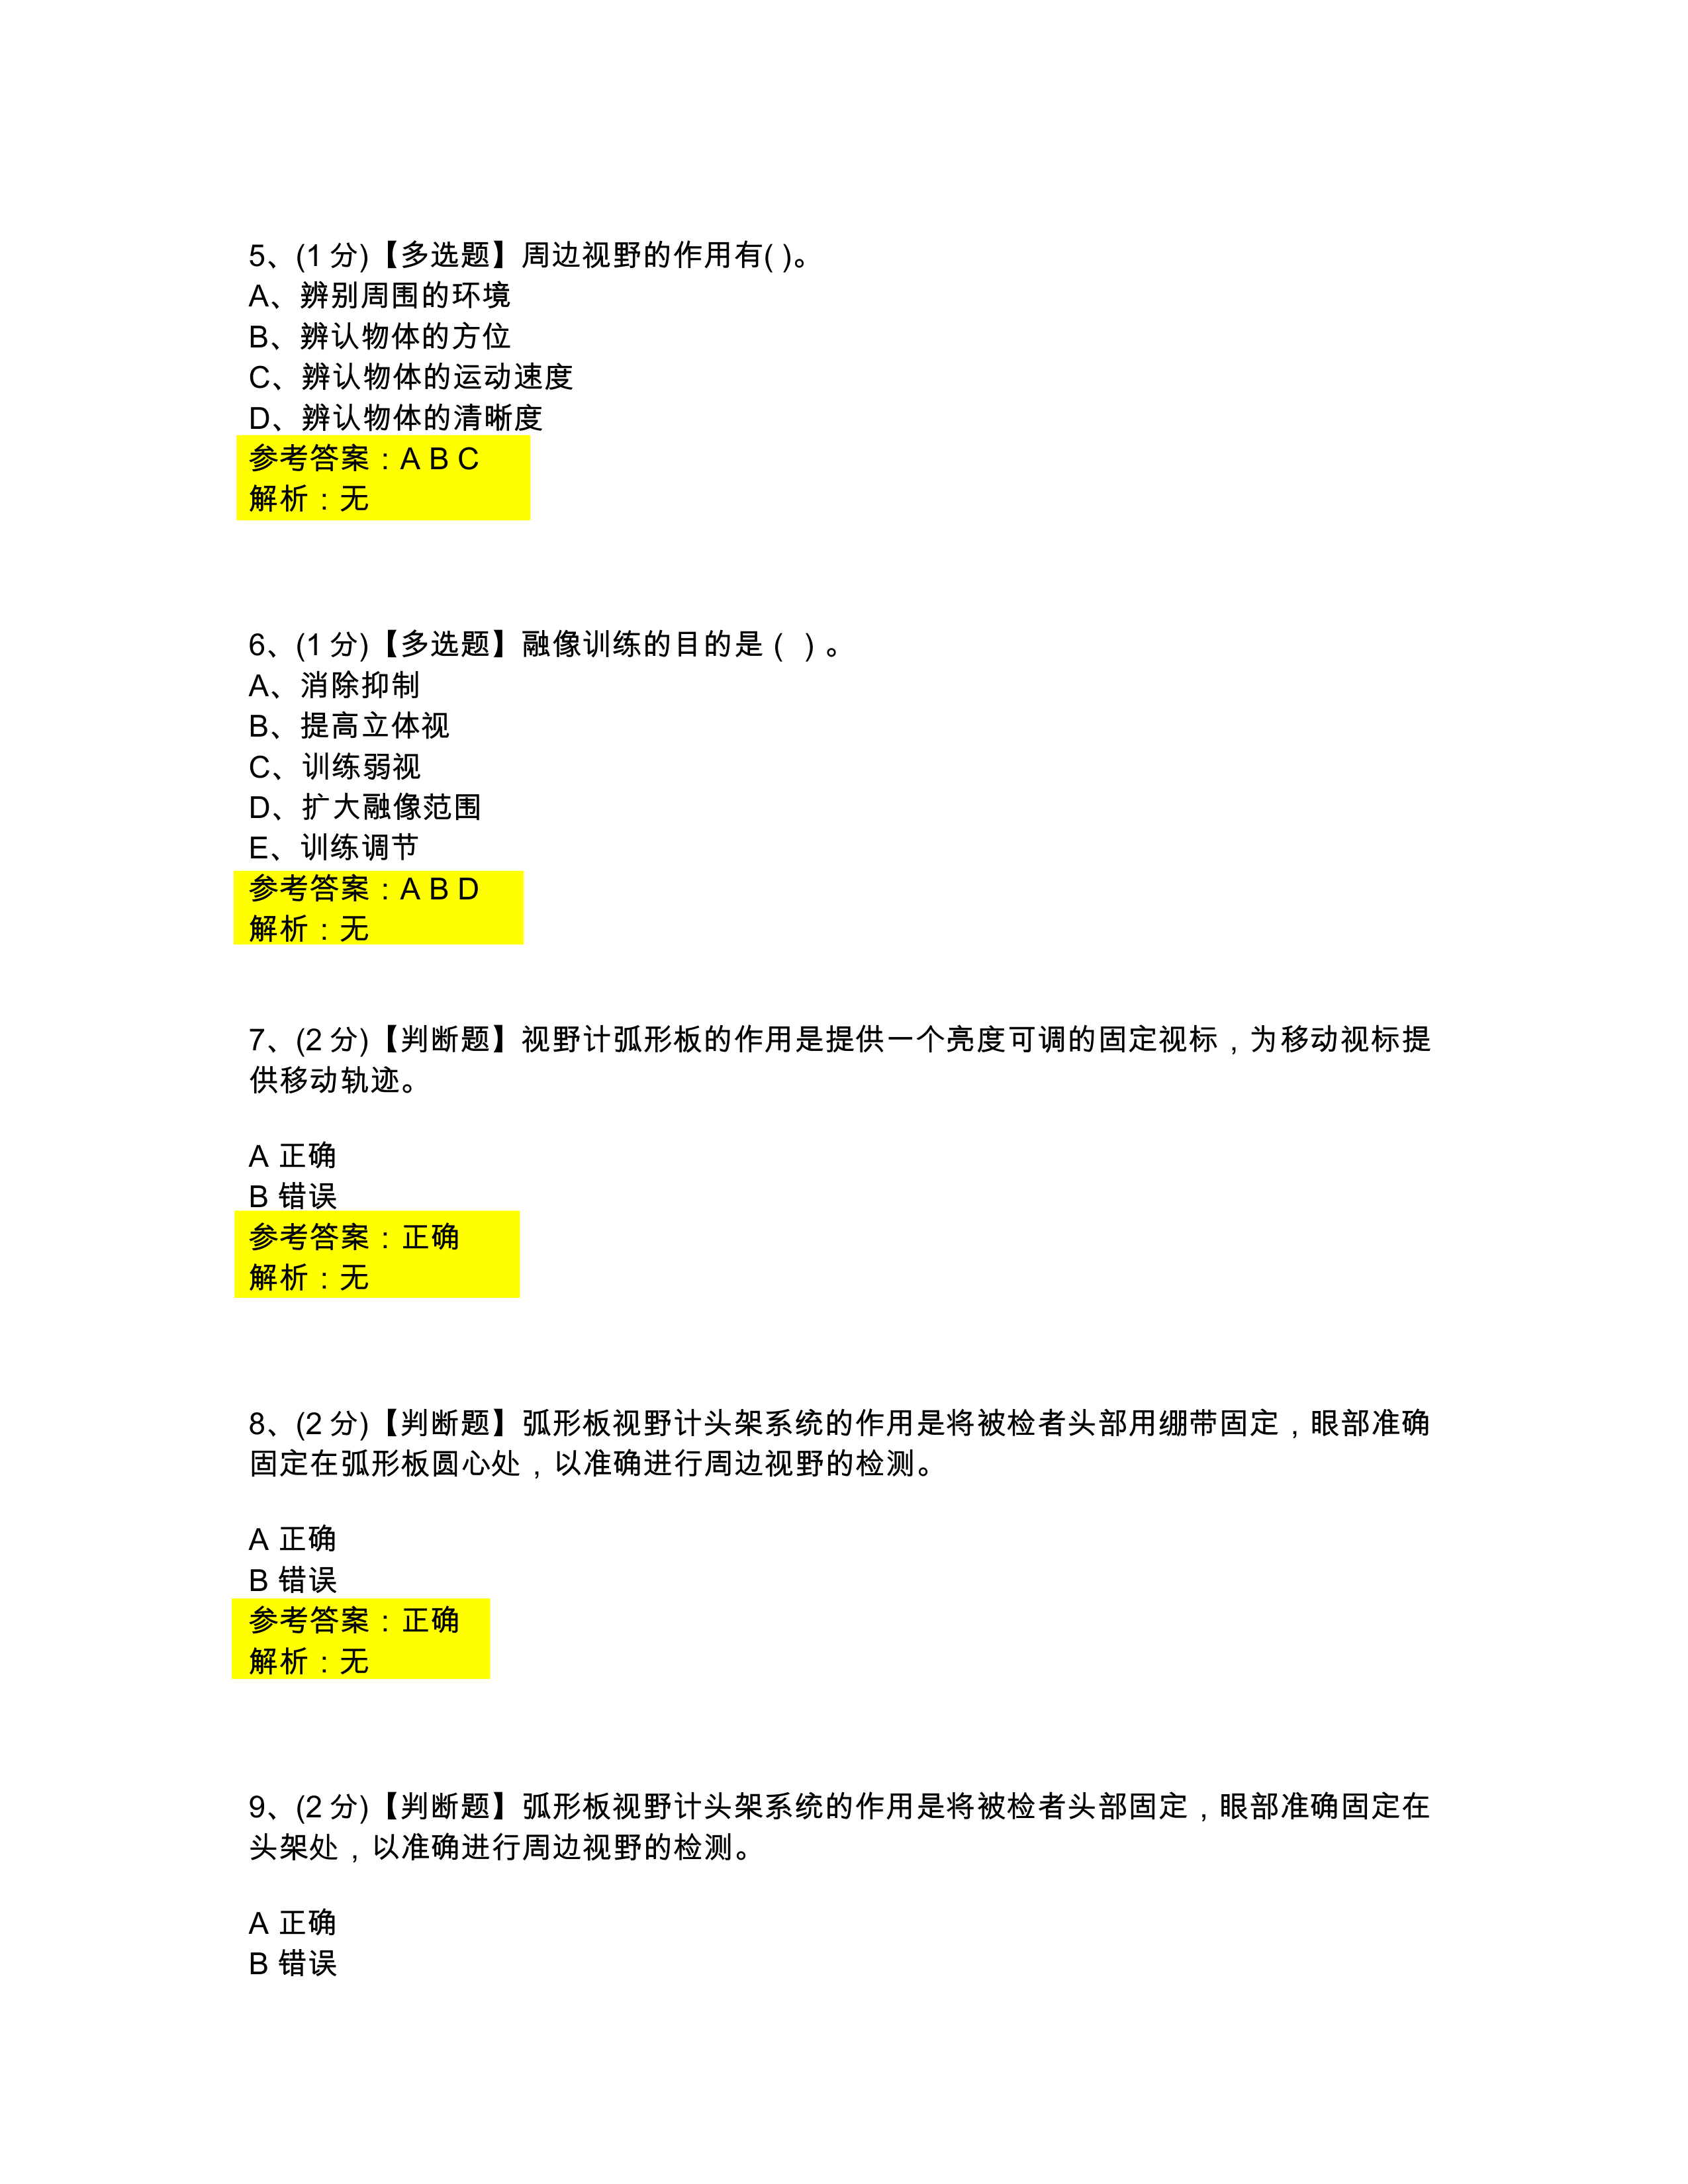 5、(1 分)【多选题】周边视野的作用有( )。
A、辨别周围的环境
B、辨认物体的方位
C、辨认物体的运动速度
D、辨认物体的清晰度
参考答案：A B C
解析：无
6、(1 分)【多选题】融像训练的目的是（ ）。
A、消除抑制
B、提高立体视
C、训练弱视
D、扩大融像范围
E、训练调节
参考答案：A B D
解析：无
7、(2 分)【判断题】视野计弧形板的作用是提供一个亮度可调的固定视标，为移动视标提
供移动轨迹。
A 正确
B 错误
参考答案：正确
解析：无
8、(2 分)【判断题】弧形板视野计头架系统的作用是将被检者头部用绷带固定，眼部准确
固定在弧形板圆心处，以准确进行周边视野的检测。
A 正确
B 错误
参考答案：正确
解析：无
9、(2 分)【判断题】弧形板视野计头架系统的作用是将被检者头部固定，眼部准确固定在
头架处，以准确进行周边视野的检测。
A 正确
B 错误